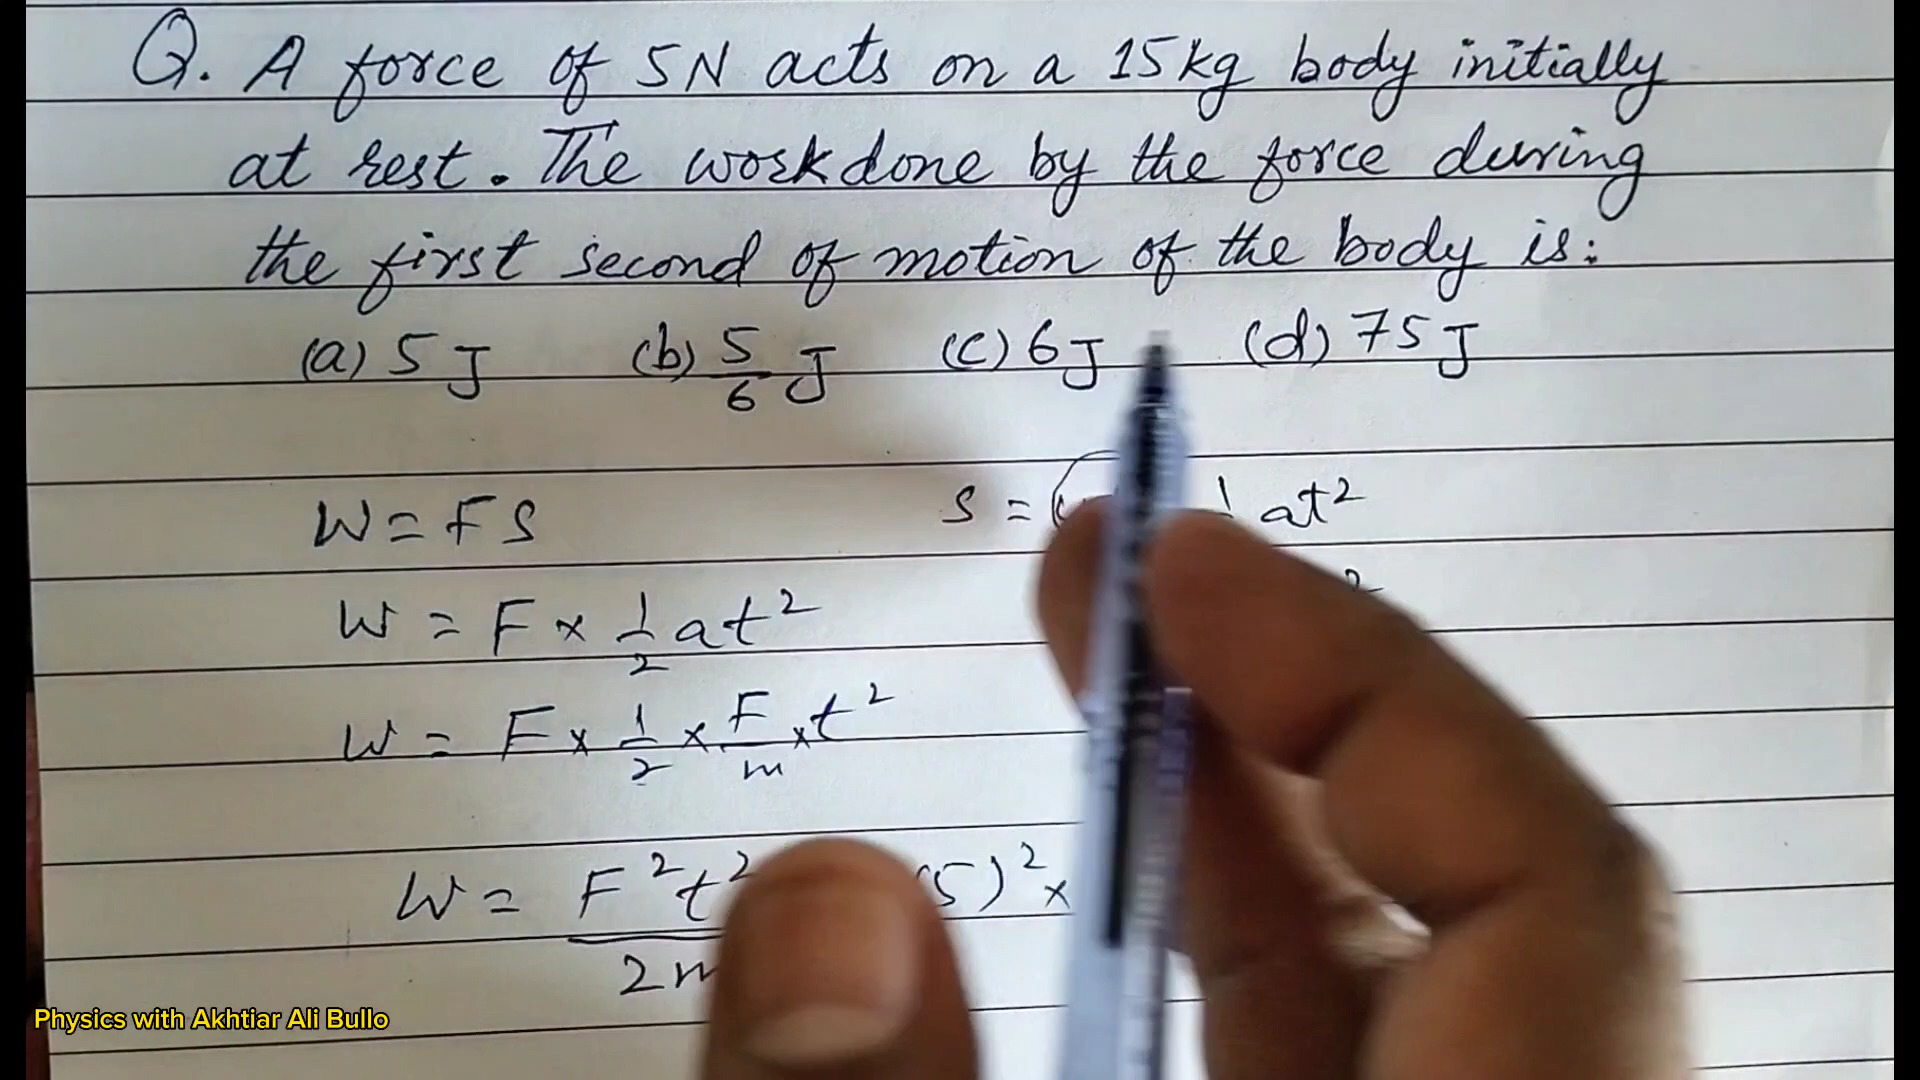 Q. A force of 5N acts on a 15kg body initially
at rest. The workdone by the force during
the first second of motion of the body is:
(a) 5 J (b) 5/6 J (c) 6 J (d) 75 J
W = FS S = 1 at²
W = F × 1/2 at² ²
W = F × 1/2 × F/m × t²
W = F²t²/2m (5)² ×
Physics with Akhtiar Ali Bullo